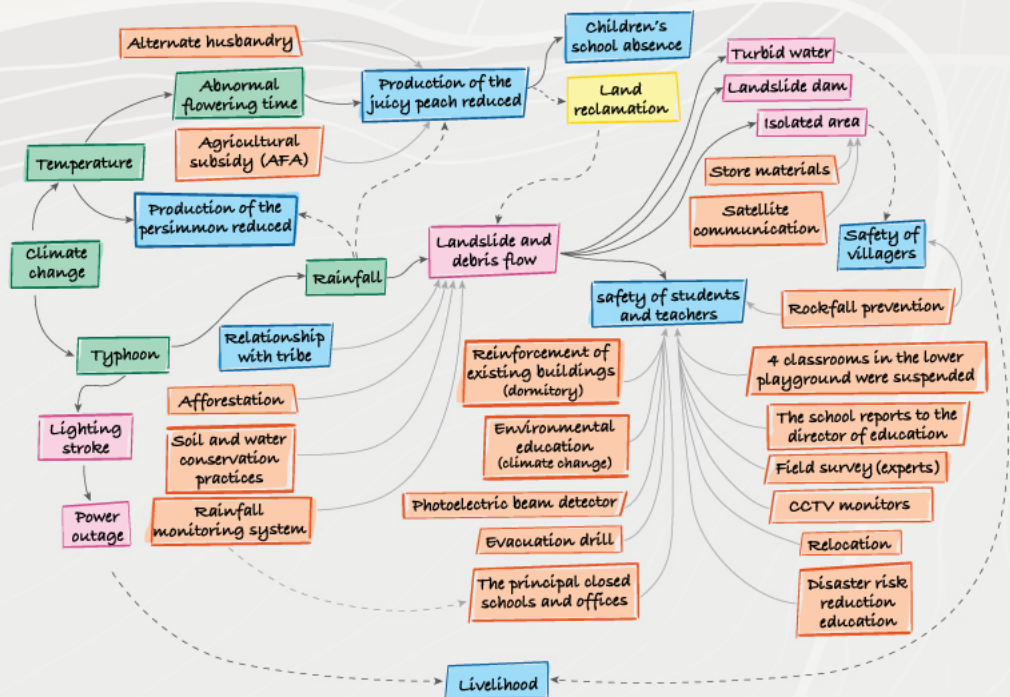 Alternate husbandry
Children's
school absence
Turbid water
Abnormal
flowering time
Production of the
juicy peach reduced
Land
reclamation
Landslide dam
Isolated area
Agricultural
subsidy (AFA)
Temperature
Store materials
Production of the
persimmon reduced
Satellite
communication
Landslide and
debris flow
Safety of
villagers
Climate
change
Rainfall
safety of students
and teachers
Rockfall prevention
Typhoon
Relationship
with tribe
Reinforcement of
existing buildings
(dormitory)
4 classrooms in the lower
playground were suspended
Afforestation
Lighting
stroke
Soil and water
conservation
practices
Environmental
education
(climate change)
The school reports to the
director of education
Field survey (experts)
Photoelectric beam detector
CCTV monitors
Rainfall
monitoring system
Power
outage
Evacuation drill
Relocation
The principal closed
schools and offices
Disaster risk
reduction
education
Livelihood